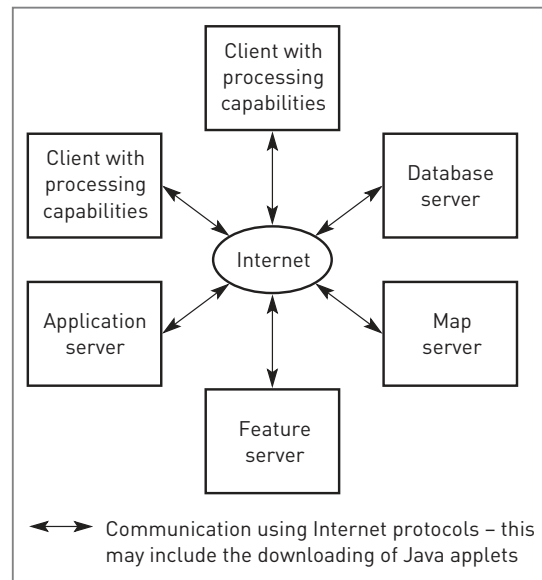 Client with
processing
capabilities
Client with
processing
capabilities
Database
server
Internet
Application
server
Map
server
Feature
server
Communication using Internet protocols – this
may include the downloading of Java applets